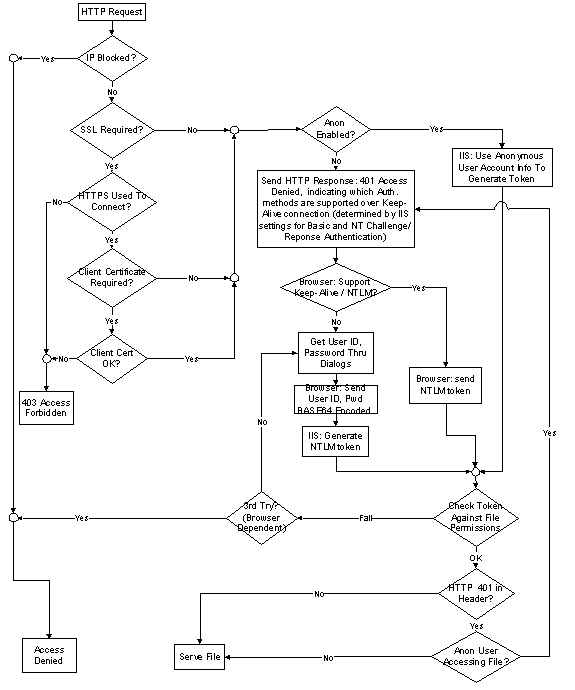 HTTP Request
IP Blocked?
Yes
No
SSL Required?
No
Yes
Anon
Enabled?
Yes
No
IIS: Use Anonymous
User Account Info To
Generate Token
Send HTTP Response: 401 Access
Denied, indicating which Auth.
methods are supported over Keep-
Alive connection (determined by IIS
settings for Basic and NT Challenge/
Reponse Authentication)
HTTPS Used To
Connect?
No
Yes
Client Certificate
Required?
No
Yes
Browser: Support
Keep-Alive / NTLM?
Yes
No
Client Cert
OK?
No
Yes
Get User ID,
Password Thru
Dialogs
Browser: send
NTLM token
403 Access
Forbidden
Browser: Send
User ID, Pwd
BASE64 Encoded
IIS: Generate
NTLM token
No
Yes
3rd Try?
(Browser
Dependent)
Yes
Fail
Check Token
Against File
Permissions
OK
HTTP 401 in
Header?
No
Yes
Access
Denied
Serve File
No
Anon User
Accessing File?